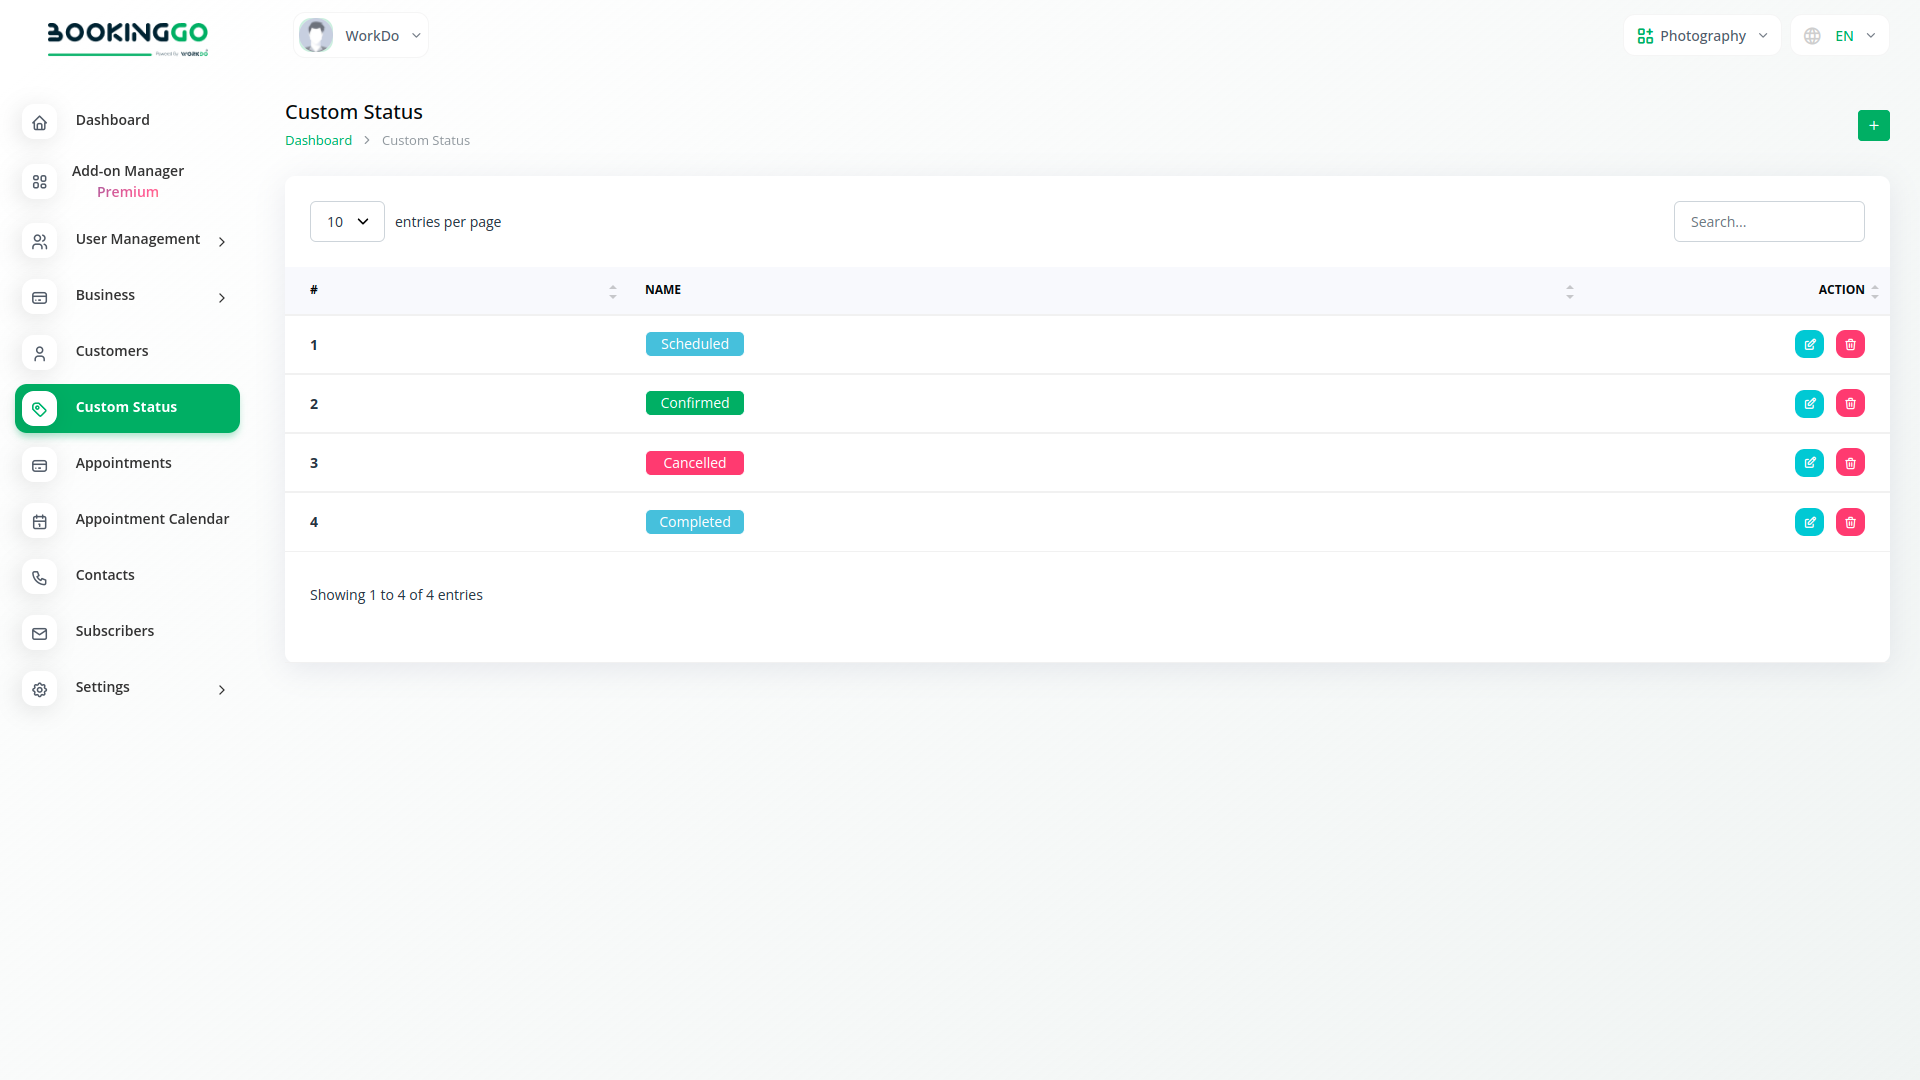 BOOKINGGO
Powered By WORKDO
WorkDo
Photography
EN
Dashboard
Add-on Manager
Premium
User Management
Business
Customers
Custom Status
Appointments
Appointment Calendar
Contacts
Subscribers
Settings
Custom Status
Dashboard > Custom Status
+
10 entries per page
Search...
# NAME ACTION
1 Scheduled
2 Confirmed
3 Cancelled
4 Completed
Showing 1 to 4 of 4 entries